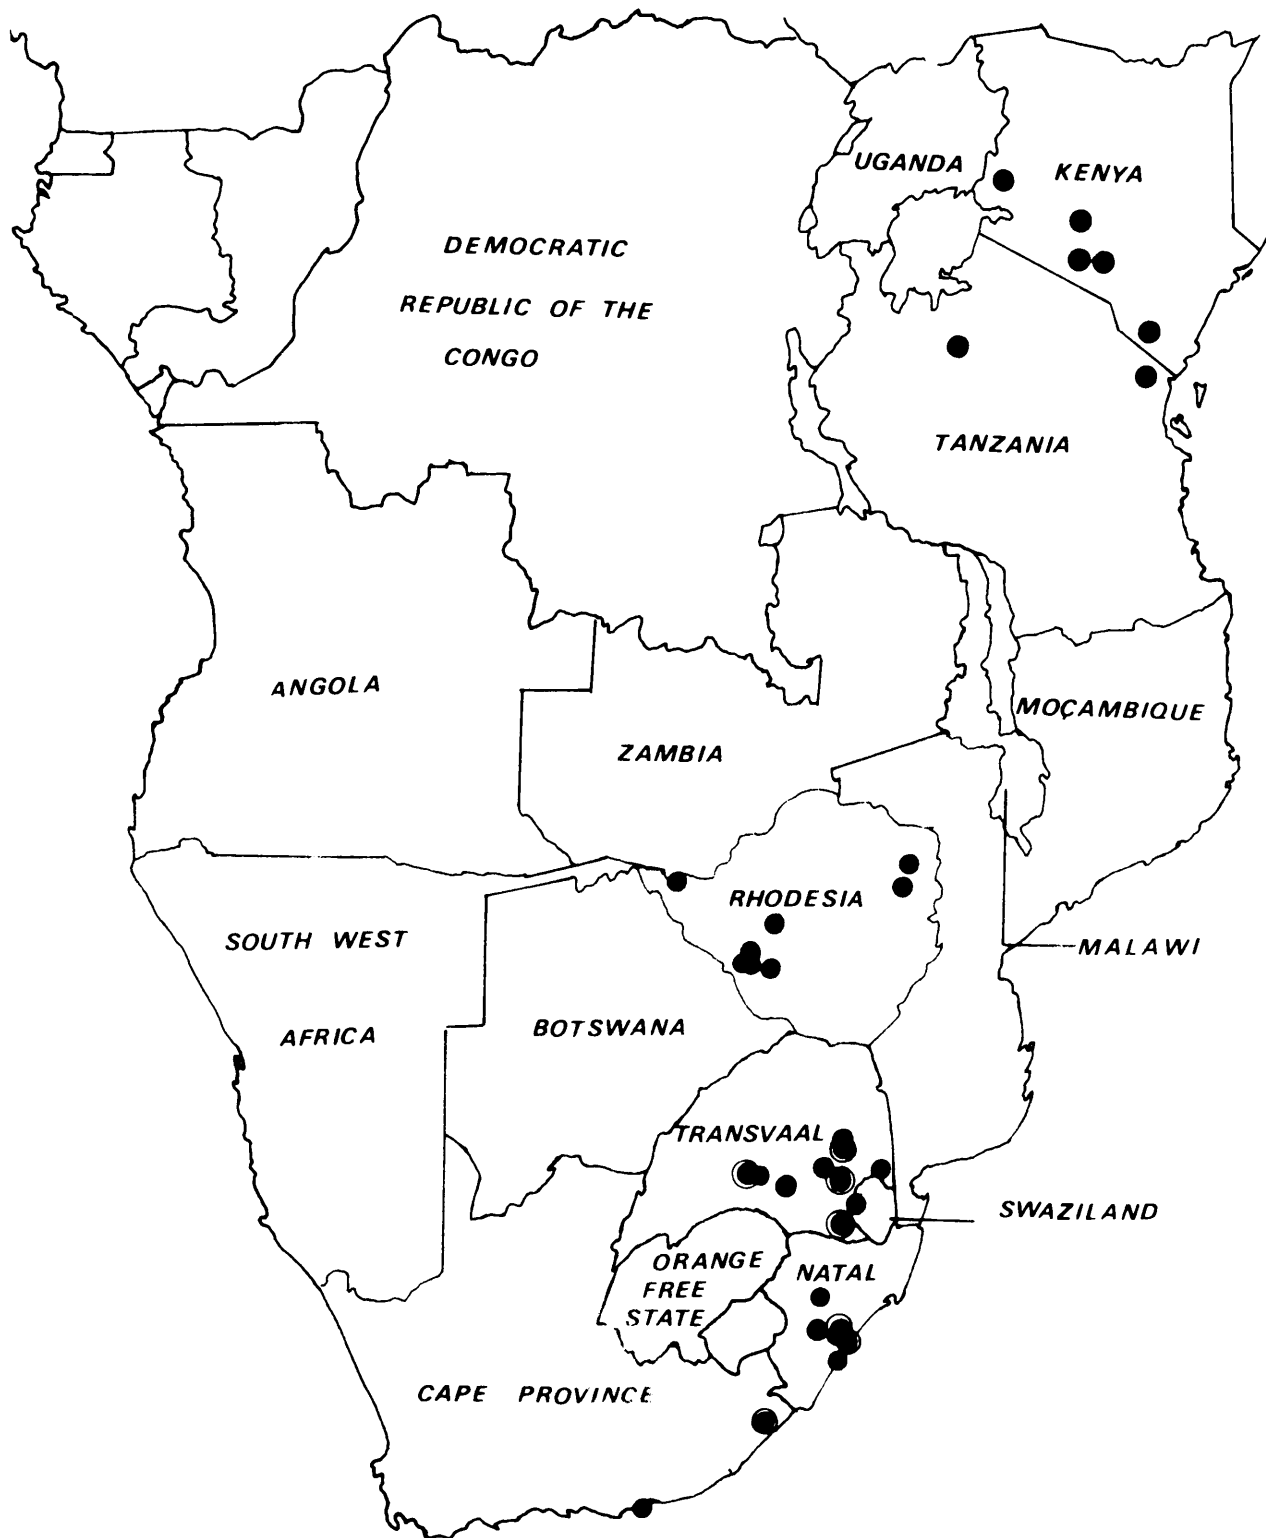 UGANDA
KENYA
DEMOCRATIC
REPUBLIC OF THE
CONGO
TANZANIA
ANGOLA
MOÇAMBIQUE
ZAMBIA
RHODESIA
SOUTH WEST
AFRICA
MALAWI
BOTSWANA
TRANSVAAL
SWAZILAND
ORANGE
FREE
STATE
NATAL
CAPE PROVINCE